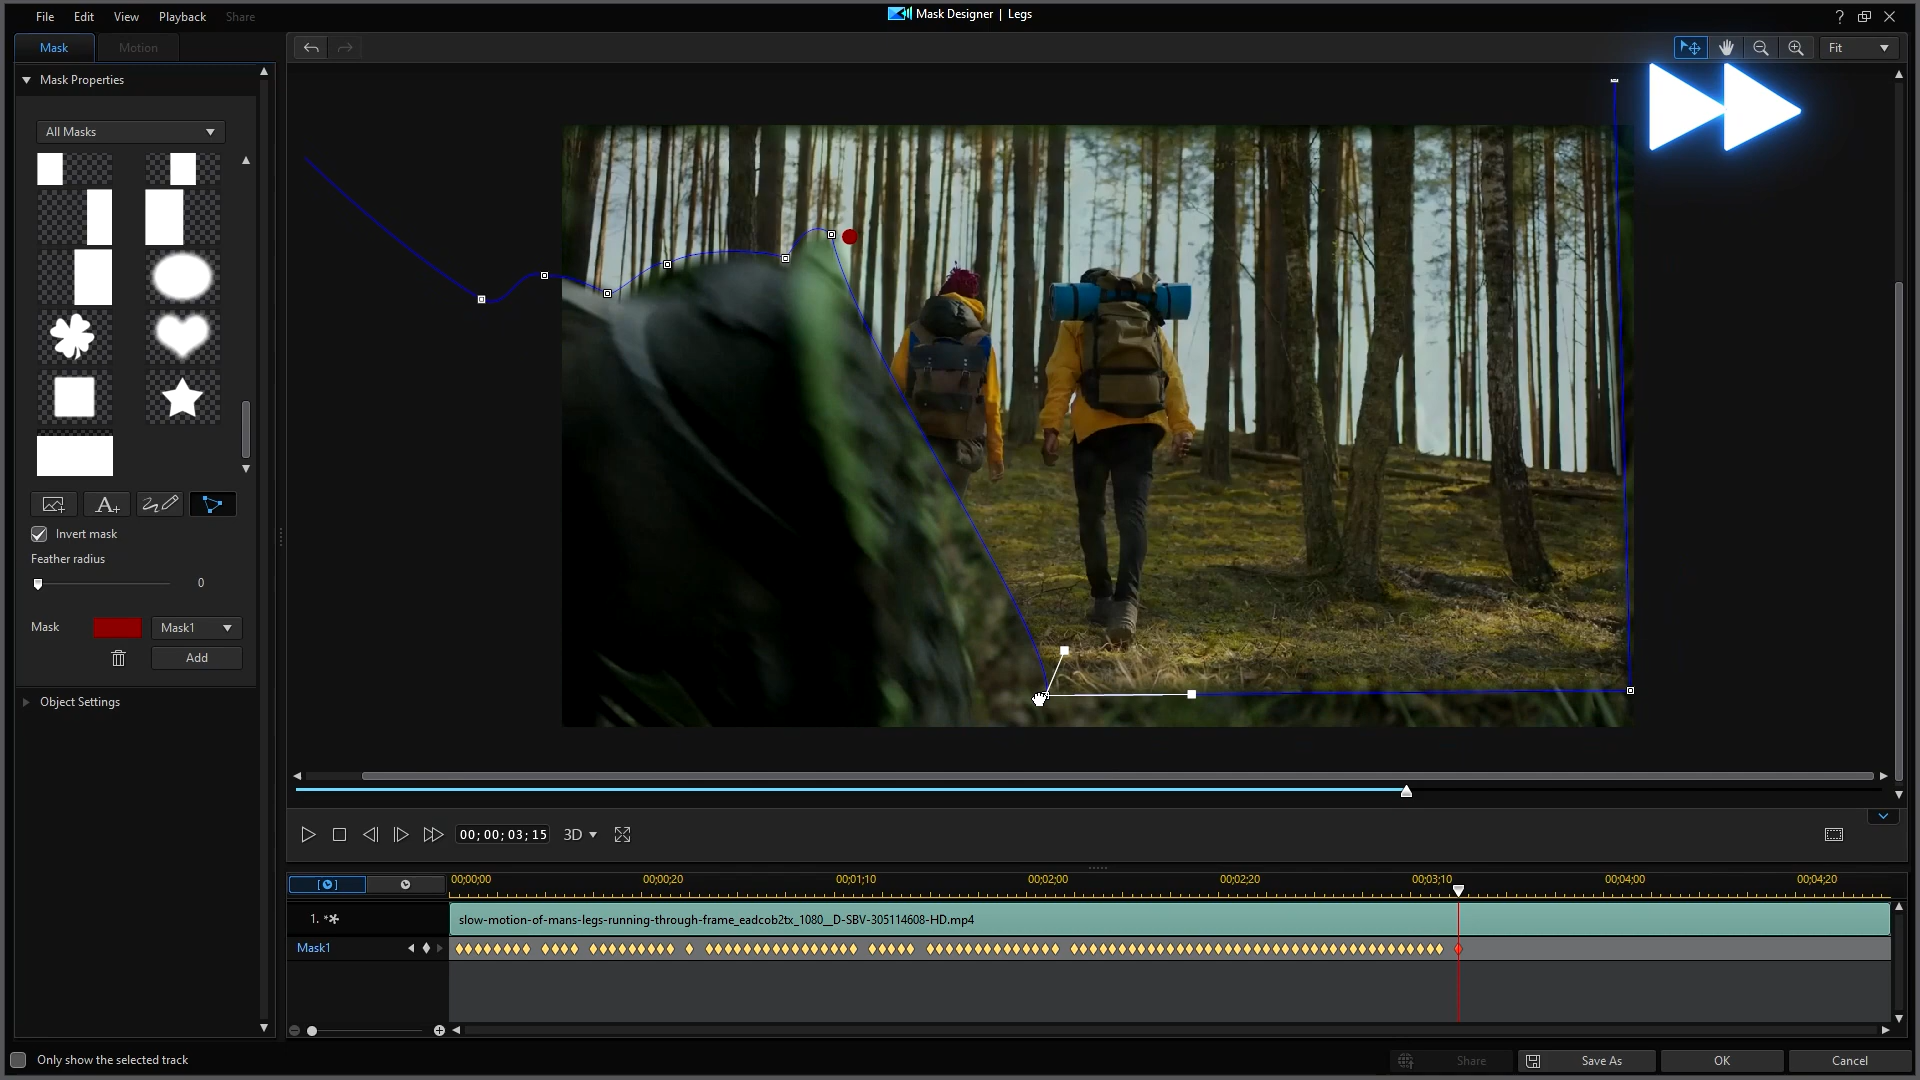 File Edit View Playback Share
Mask Designer | Legs
?
Mask Motion
Fit
Mask Properties
All Masks
A
Invert mask
Feather radius
0
Mask Mask1
Add
Object Settings
00;00;03;15 3D
00;00;00 00;00;20 00;01;10 00;02;00 00;02;20 00;03;10 00;04;00 00;04;20
1. slow-motion-of-mans-legs-running-through-frame_eadcob2tx_1080__D-SBV-305114608-HD.mp4
Mask1
Only show the selected track
Share Save As OK Cancel